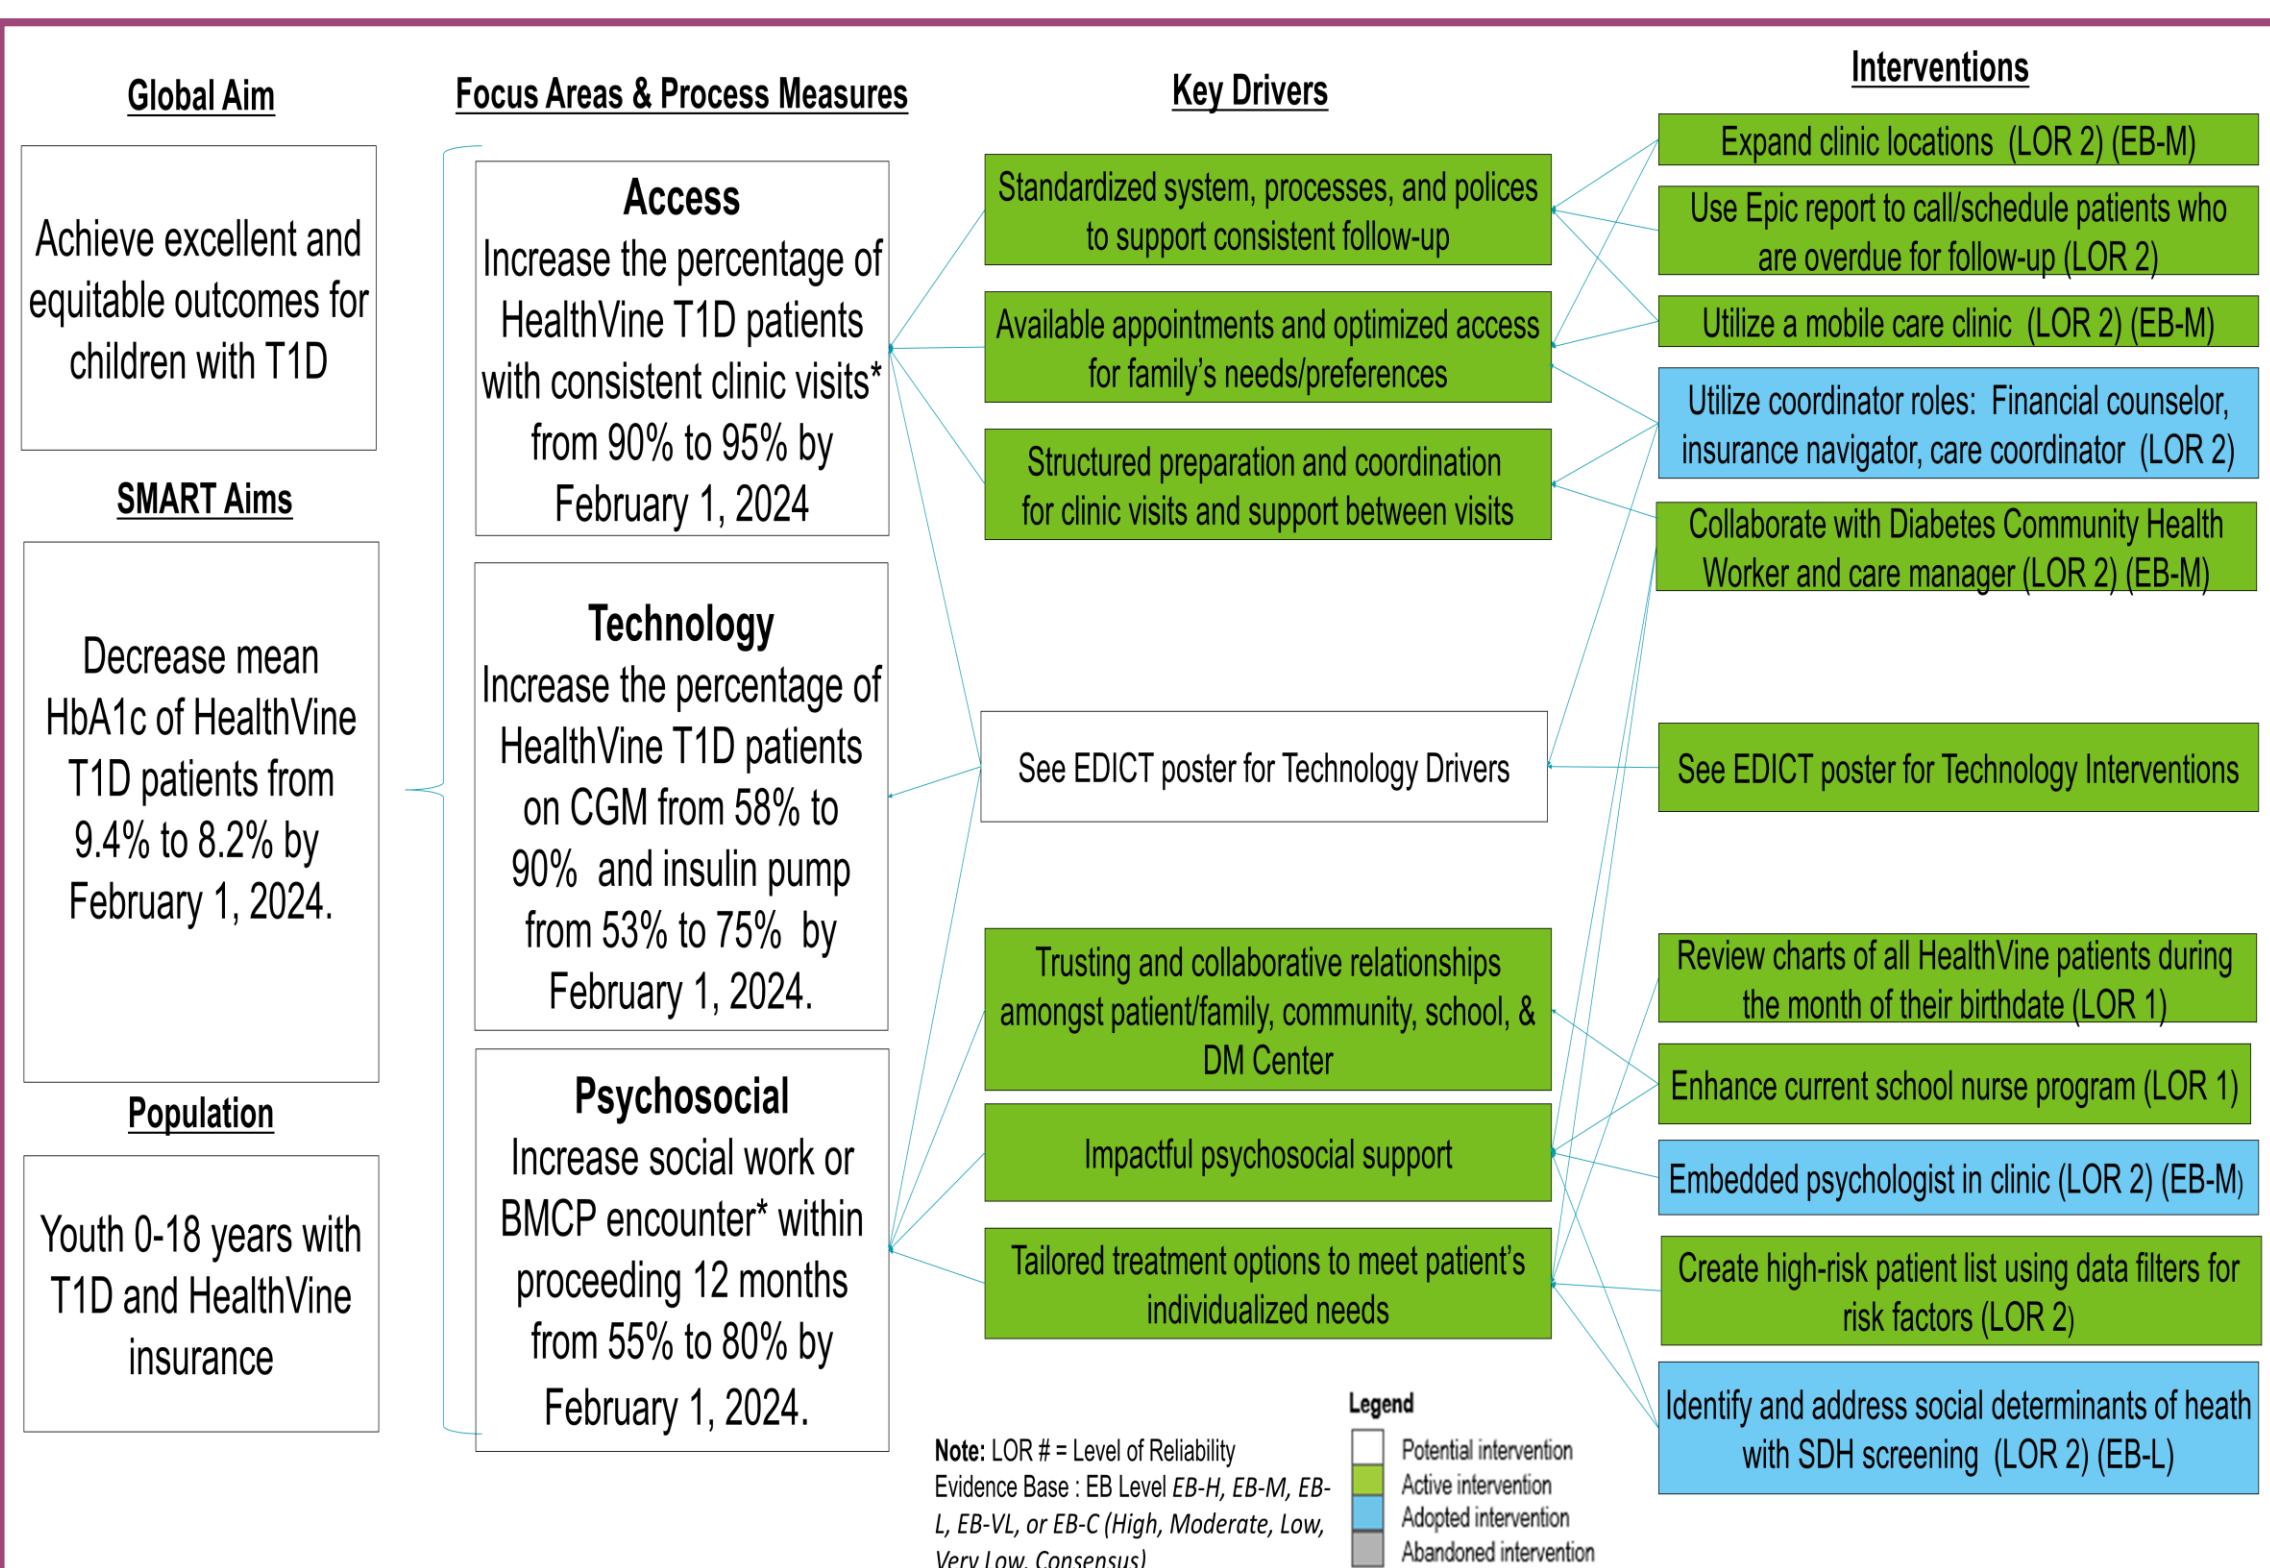 Global Aim
Achieve excellent and
equitable outcomes for
children with T1D
SMART Aims
Decrease mean
HbA1c of HealthVine
T1D patients from
9.4% to 8.2% by
February 1, 2024.
Population
Youth 0-18 years with
T1D and HealthVine
insurance
Focus Areas & Process Measures
Access
Increase the percentage of
HealthVine T1D patients
with consistent clinic visits*
from 90% to 95% by
February 1, 2024
Technology
Increase the percentage of
HealthVine T1D patients
on CGM from 58% to
90% and insulin pump
from 53% to 75% by
February 1, 2024.
Psychosocial
Increase social work or
BMCP encounter* within
proceeding 12 months
from 55% to 80% by
February 1, 2024.
Key Drivers
Standardized system, processes, and polices
to support consistent follow-up
Available appointments and optimized access
for family's needs/preferences
Structured preparation and coordination
for clinic visits and support between visits
See EDICT poster for Technology Drivers
Trusting and collaborative relationships
amongst patient/family, community, school, &
DM Center
Impactful psychosocial support
Tailored treatment options to meet patient's
individualized needs
Interventions
Expand clinic locations (LOR 2) (EB-M)
Use Epic report to call/schedule patients who
are overdue for follow-up (LOR 2)
Utilize a mobile care clinic (LOR 2) (EB-M)
Utilize coordinator roles: Financial counselor,
insurance navigator, care coordinator (LOR 2)
Collaborate with Diabetes Community Health
Worker and care manager (LOR 2) (EB-M)
See EDICT poster for Technology Interventions
Review charts of all HealthVine patients during
the month of their birthdate (LOR 1)
Enhance current school nurse program (LOR 1)
Embedded psychologist in clinic (LOR 2) (EB-M)
Create high-risk patient list using data filters for
risk factors (LOR 2)
Identify and address social determinants of heath
with SDH screening (LOR 2) (EB-L)
Note: LOR # = Level of Reliability
Evidence Base : EB Level EB-H, EB-M, EB-
L, EB-VL, or EB-C (High, Moderate, Low,
Very Low, Consensus)
Legend
Potential intervention
Active intervention
Adopted intervention
Abandoned intervention